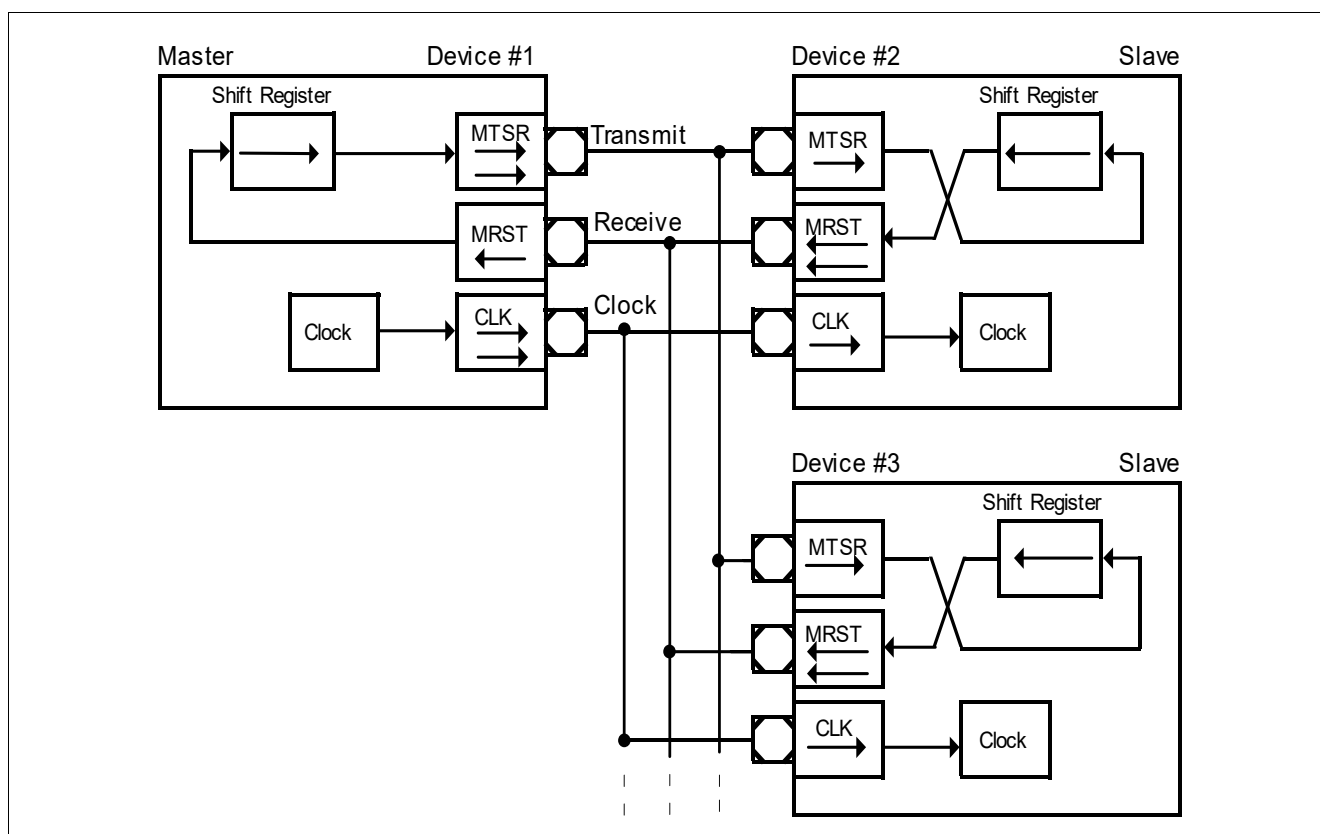 Master Device #1
Shift Register
MTSR
MRST
CLK
Clock
Transmit
Receive
Clock
Device #2 Slave
Shift Register
MTSR
MRST
CLK
Clock
Device #3 Slave
Shift Register
MTSR
MRST
CLK
Clock